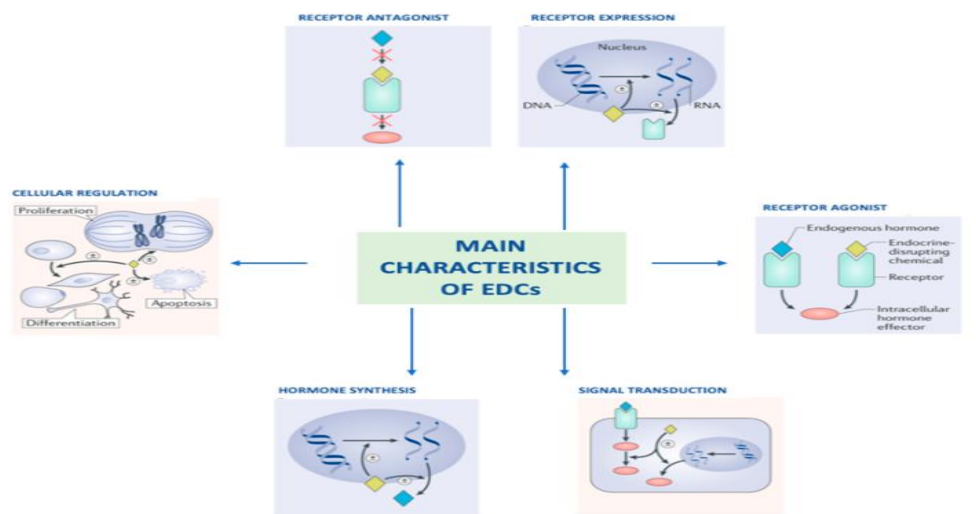 RECEPTOR ANTAGONIST
RECEPTOR EXPRESSION
Nucleus
±
±
DNA
RNA
CELLULAR REGULATION
Proliferation
±
±
Apoptosis
Differentiation
MAIN
CHARACTERISTICS
OF EDCs
RECEPTOR AGONIST
Endogenous hormone
Endocrine-
disrupting
chemical
Receptor
Intracellular
hormone
effector
HORMONE SYNTHESIS
±
±
SIGNAL TRANSDUCTION
±